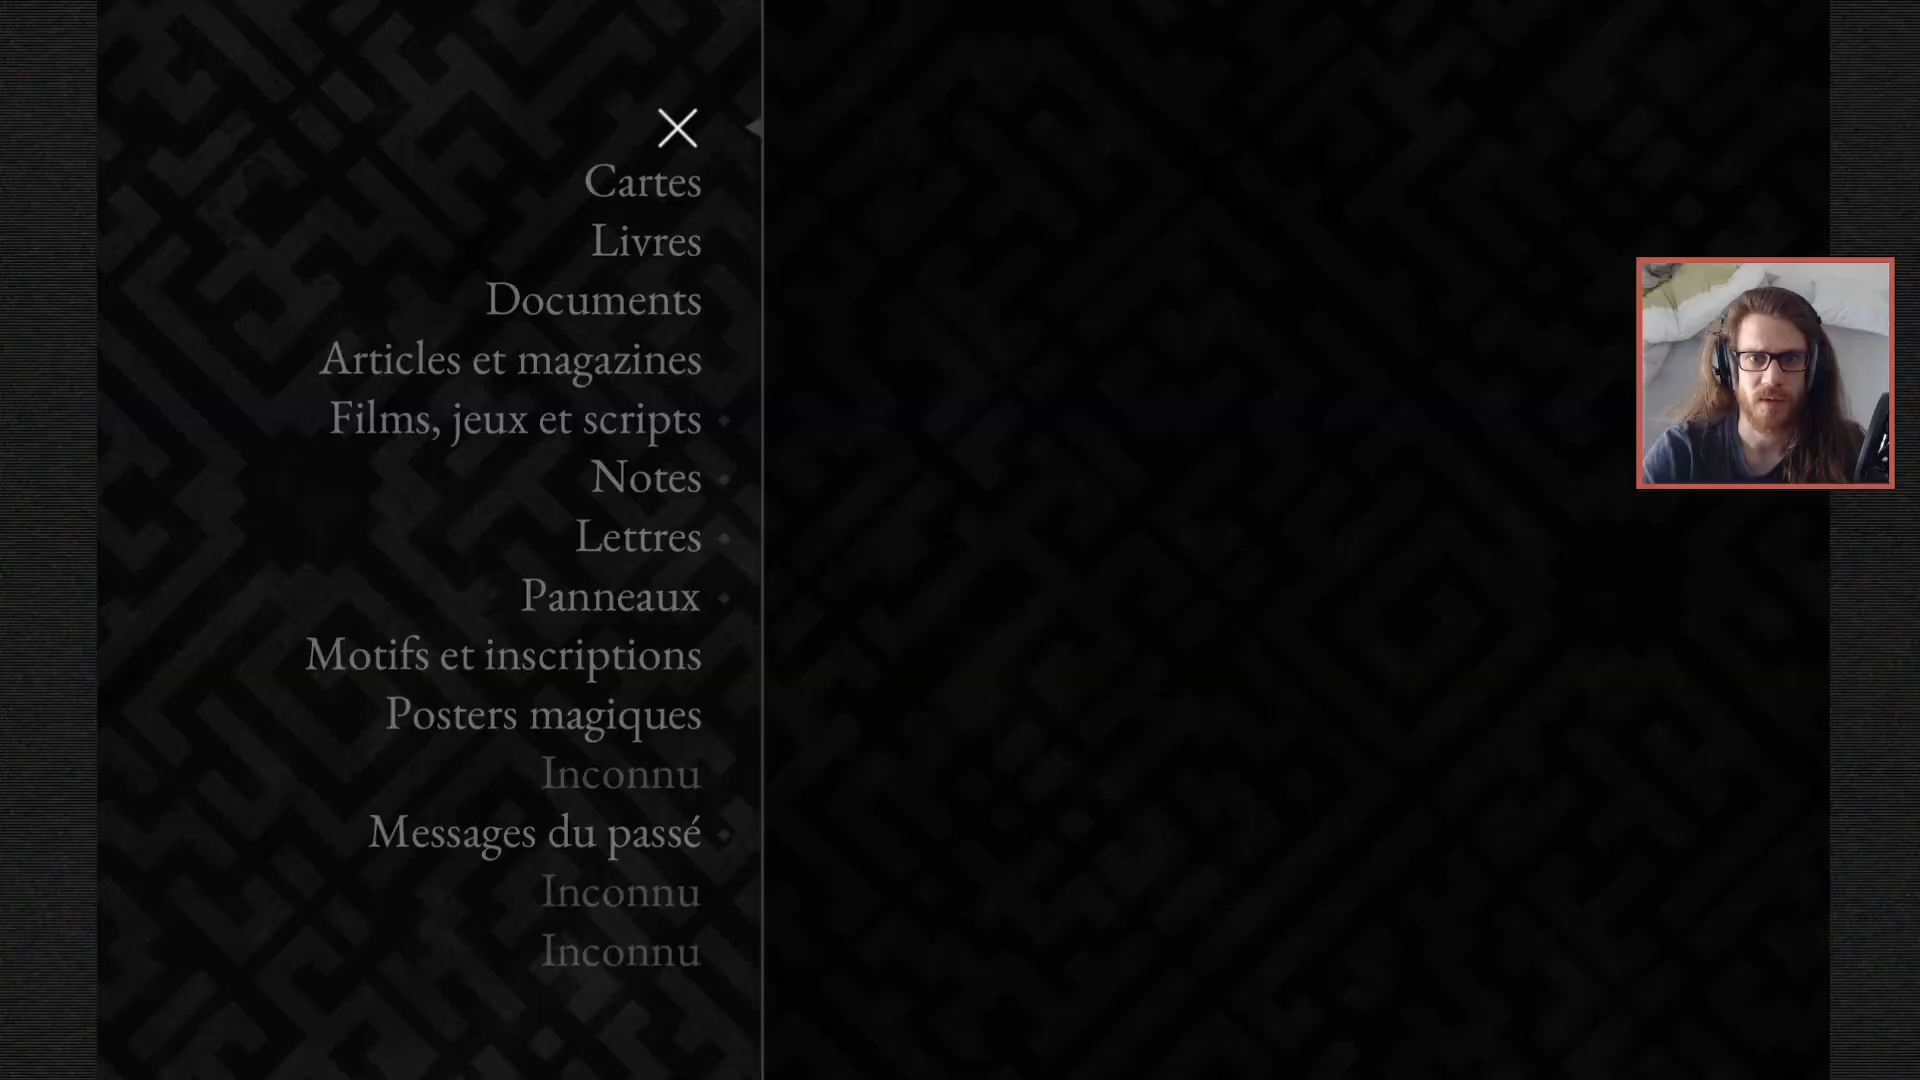 Cartes
Livres
Documents
Articles et magazines
Films, jeux et scripts
Notes
Lettres
Panneaux
Motifs et inscriptions
Posters magiques
Inconnu
Messages du passé
Inconnu
Inconnu